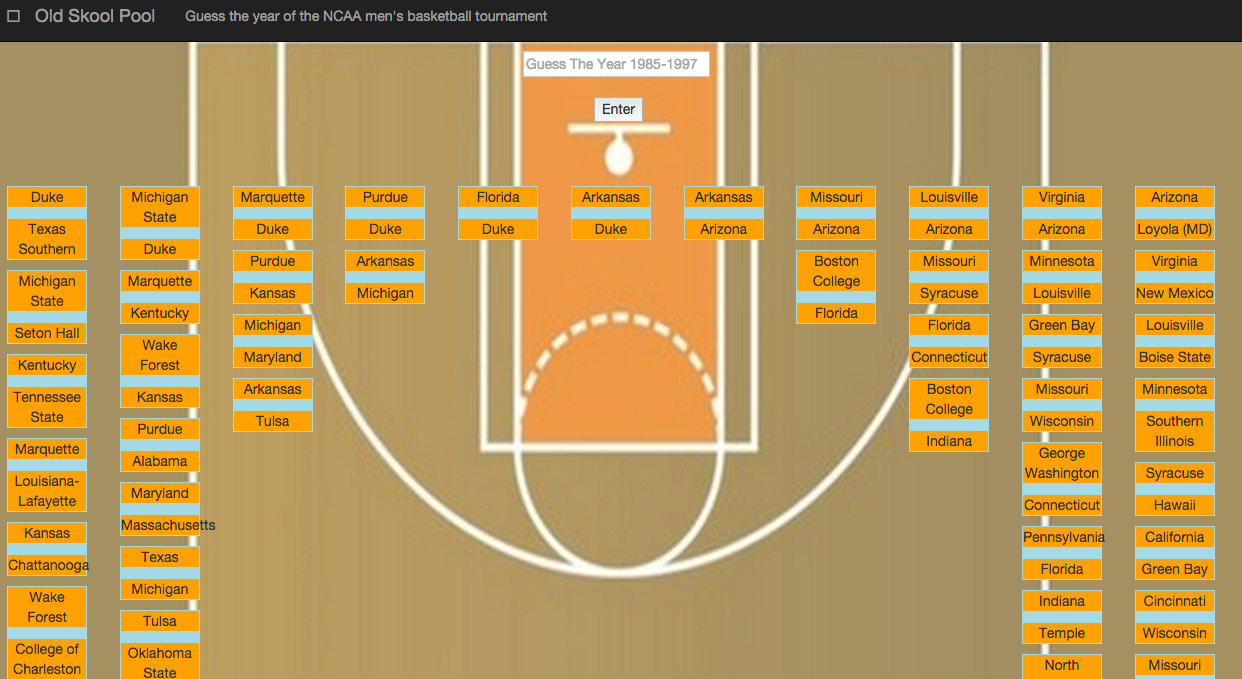 Old Skool Pool
Guess the year of the NCAA men's basketball tournament
Guess The Year 1985-1997
Enter
Duke
Texas
Southern
Michigan
State
Seton Hall
Kentucky
Tennessee
State
Marquette
Louisiana-
Lafayette
Kansas
Chattanooga
Wake
Forest
College of
Charleston
Michigan
State
Duke
Marquette
Kentucky
Wake
Forest
Kansas
Purdue
Alabama
Maryland
Massachusetts
Texas
Michigan
Tulsa
Oklahoma
State
Marquette
Duke
Purdue
Kansas
Michigan
Maryland
Arkansas
Tulsa
Purdue
Duke
Arkansas
Michigan
Florida
Duke
Arkansas
Duke
Arkansas
Arizona
Missouri
Arizona
Boston
College
Florida
Louisville
Arizona
Missouri
Syracuse
Florida
Connecticut
Boston
College
Indiana
Virginia
Arizona
Minnesota
Louisville
Green Bay
Syracuse
Missouri
Wisconsin
George
Washington
Connecticut
Pennsylvania
Florida
Indiana
Temple
North
Arizona
Loyola (MD)
Virginia
New Mexico
Louisville
Boise State
Minnesota
Southern
Illinois
Syracuse
Hawaii
California
Green Bay
Cincinnati
Wisconsin
Missouri